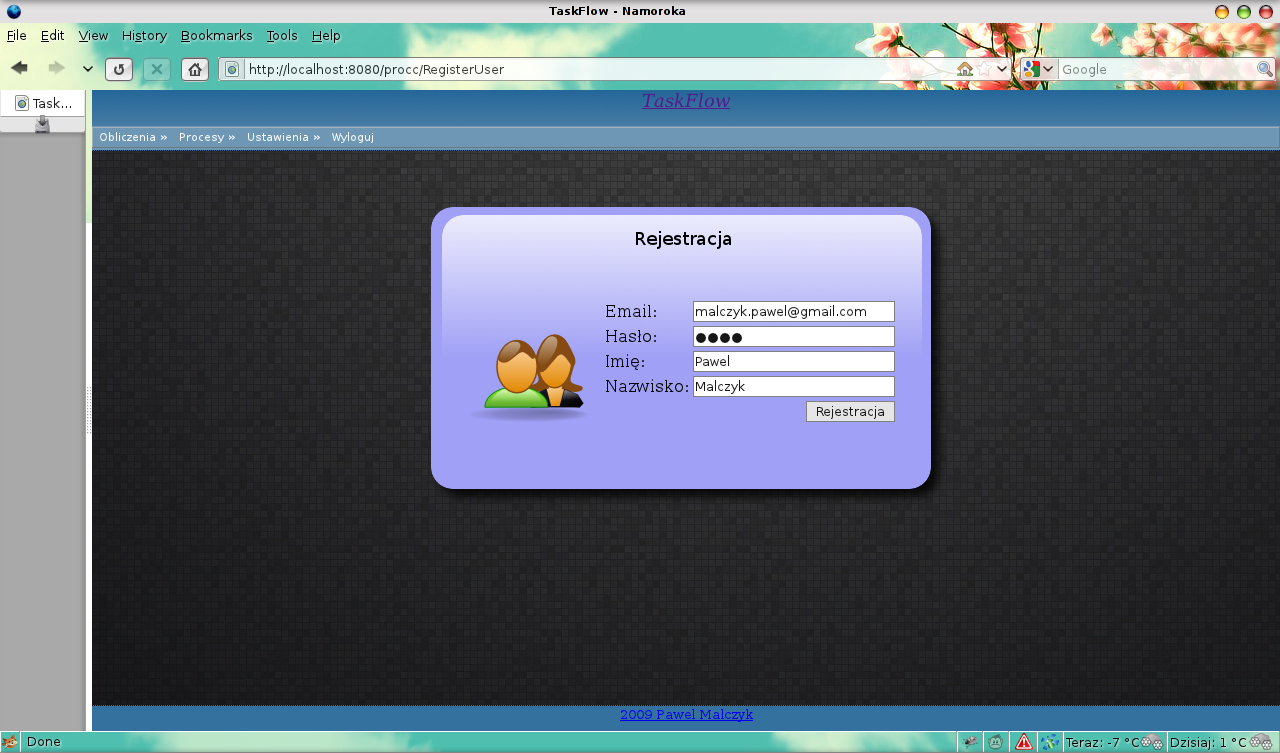 TaskFlow - Namoroka
File Edit View History Bookmarks Tools Help
http://localhost:8080/procc/RegisterUser Google
Task...
TaskFlow
Obliczenia » Procesy » Ustawienia » Wyloguj
Rejestracja
Email: malczyk.pawel@gmail.com
Hasło: ●●●●
Imię: Pawel
Nazwisko: Malczyk
Rejestracja
2009 Pawel Malczyk
Done Teraz: -7 °C Dzisiaj: 1 °C